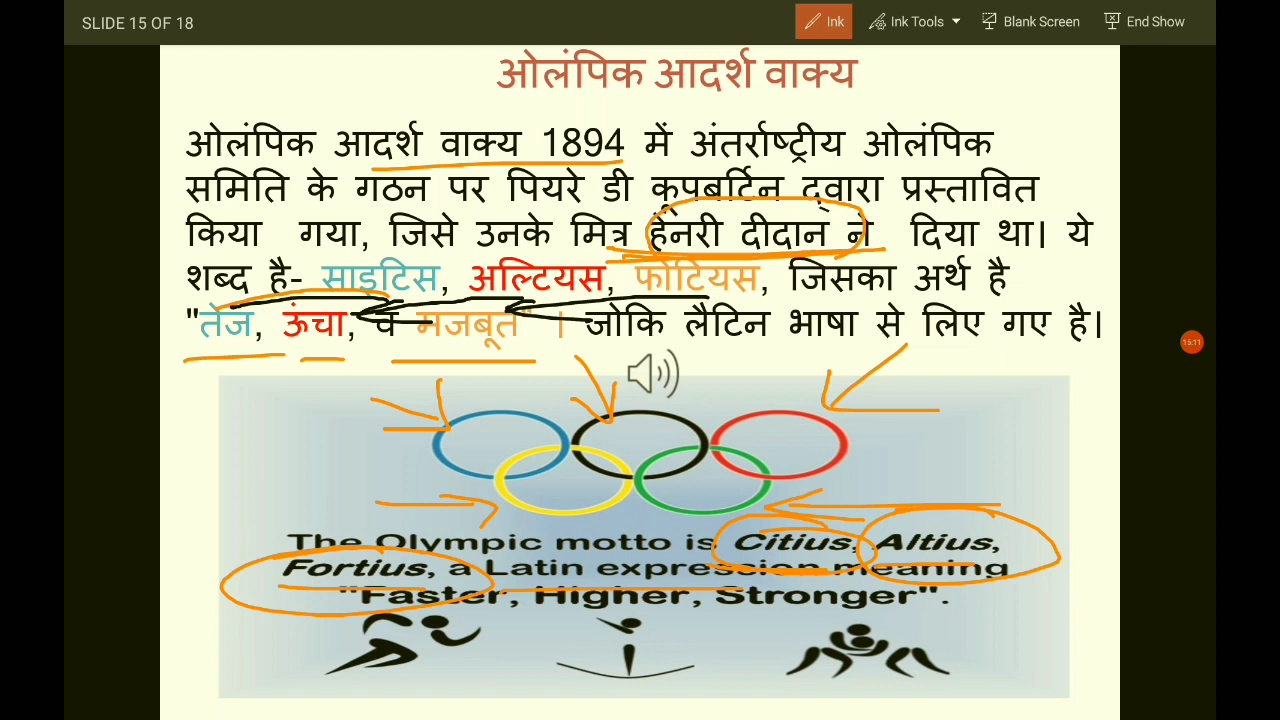 SLIDE 15 OF 18
Ink Ink Tools Blank Screen End Show
ओलंपिक आदर्श वाक्य
ओलंपिक आदर्श वाक्य 1894 में अंतर्राष्ट्रीय ओलंपिक
समिति के गठन पर पियरे डी कूपबर्टिन द्वारा प्रस्तावित
किया गया, जिसे उनके मित्र हेनरी दीदान ने दिया था। ये
शब्द है- साइटिस, अल्टियस, फोटियस, जिसका अर्थ है
"तेज, ऊंचा, व मजबूत" । जोकि लैटिन भाषा से लिए गए है।
15:11
The Olympic motto is Citius, Altius,
Fortius, a Latin expression meaning
"Faster, Higher, Stronger".